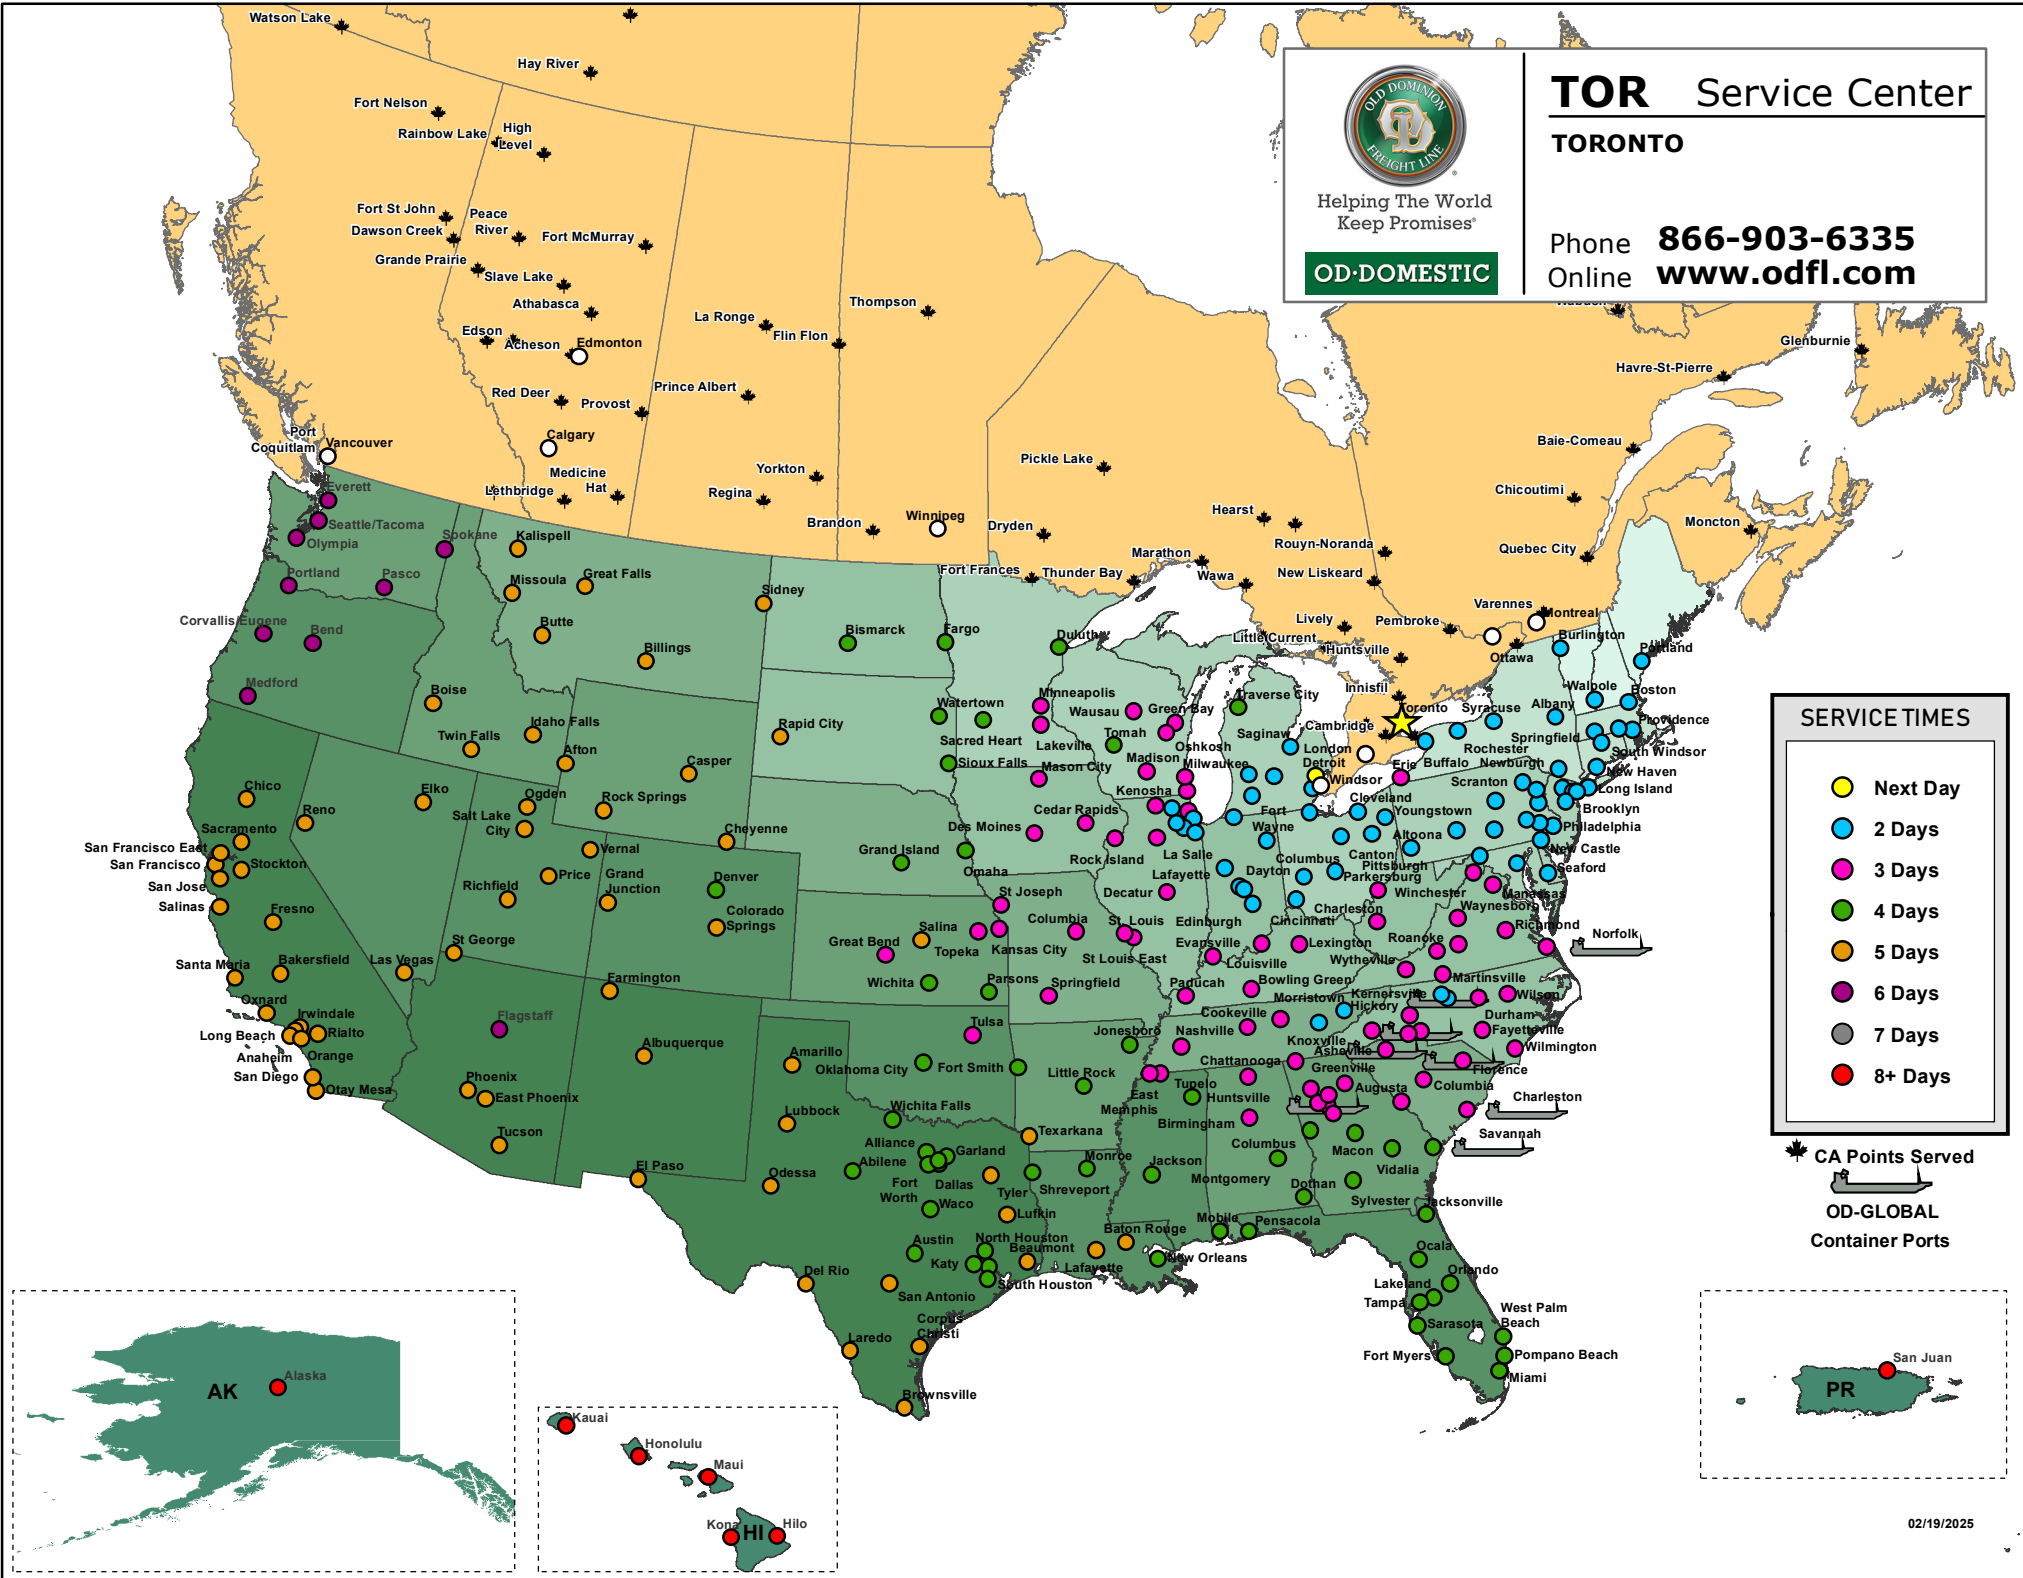 Watson Lake
Hay River
Fort Nelson
Rainbow Lake
High
Level
Fort St John
Dawson Creek
Peace
River
Fort McMurray
Grande Prairie
Slave Lake
Athabasca
Edson
Acheson
Edmonton
Red Deer
Provost
Calgary
Medicine
Hat
Lethbridge
Port
Coquitlam
Vancouver
La Ronge
Flin Flon
Thompson
Prince Albert
Yorkton
Regina
Brandon
Winnipeg
Pickle Lake
Dryden
Fort Frances
Thunder Bay
Marathon
Wawa
Hearst
Rouyn-Noranda
New Liskeard
Lively
Little Current
Huntsville
Pembroke
Innisfil
Toronto
Cambridge
London
Windsor
Ottawa
Varennes
Montreal
Quebec City
Chicoutimi
Baie-Comeau
Havre-St-Pierre
Glenburnie
Moncton
OLD DOMINION
FREIGHT LINE
Helping The World
Keep Promises®
OD·DOMESTIC
TOR Service Center
TORONTO
Phone 866-903-6335
Online www.odfl.com
Everett
Seattle/Tacoma
Olympia
Spokane
Portland
Pasco
Corvallis/Eugene
Bend
Medford
Kalispell
Missoula
Great Falls
Butte
Billings
Sidney
Boise
Idaho Falls
Twin Falls
Afton
Casper
Rock Springs
Cheyenne
Bismarck
Fargo
Duluth
Rapid City
Watertown
Sacred Heart
Sioux Falls
Minneapolis
Lakeville
Mason City
Wausau
Green Bay
Tomah
Oshkosh
Madison
Milwaukee
Kenosha
Traverse City
Saginaw
Detroit
Chico
Sacramento
San Francisco East
San Francisco
Stockton
San Jose
Salinas
Fresno
Santa Maria
Bakersfield
Oxnard
Irwindale
Long Beach
Rialto
Anaheim
Orange
San Diego
Otay Mesa
Reno
Elko
Las Vegas
Ogden
Salt Lake
City
Vernal
Price
Richfield
St George
Grand
Junction
Denver
Colorado
Springs
Flagstaff
Phoenix
East Phoenix
Tucson
Farmington
Albuquerque
El Paso
Grand Island
Omaha
Des Moines
Cedar Rapids
Rock Island
La Salle
Decatur
Lafayette
Fort
Wayne
Salina
Great Bend
Topeka
Wichita
Parsons
St Joseph
Kansas City
Columbia
St. Louis
St Louis East
Springfield
Edinburgh
Evansville
Louisville
Lexington
Cincinnati
Dayton
Columbus
Cleveland
Youngstown
Canton
Pittsburgh
Altoona
Erie
Buffalo
Rochester
Syracuse
Albany
Newburgh
Scranton
Burlington
Portland
Walpole
Boston
Providence
Springfield
South Windsor
New Haven
Long Island
Brooklyn
Philadelphia
New Castle
Seaford
Manassas
Winchester
Parkersburg
Charleston
Waynesboro
Richmond
Norfolk
Roanoke
Wytheville
Martinsville
Kernersville
Hickory
Wilson
Durham
Fayetteville
Wilmington
Florence
Columbia
Charleston
Savannah
Greenville
Augusta
Asheville
Knoxville
Morristown
Bowling Green
Cookeville
Nashville
Chattanooga
Paducah
Jonesboro
Tulsa
Oklahoma City
Fort Smith
Little Rock
East
Memphis
Tupelo
Huntsville
Birmingham
Montgomery
Columbus
Macon
Vidalia
Sylvester
Dothan
Jackson
Monroe
Shreveport
Texarkana
Amarillo
Lubbock
Odessa
Wichita Falls
Alliance
Garland
Abilene
Fort
Worth
Dallas
Tyler
Lufkin
Waco
Austin
North Houston
Beaumont
Katy
South Houston
San Antonio
Del Rio
Corpus
Christi
Laredo
Brownsville
Lafayette
Baton Rouge
New Orleans
Mobile
Pensacola
Jacksonville
Ocala
Orlando
Lakeland
Tampa
Sarasota
West Palm
Beach
Fort Myers
Pompano Beach
Miami
SERVICE TIMES
Next Day
2 Days
3 Days
4 Days
5 Days
6 Days
7 Days
8+ Days
CA Points Served
OD-GLOBAL
Container Ports
AK
Alaska
Kauai
Honolulu
Maui
Kona
HI
Hilo
San Juan
PR
02/19/2025